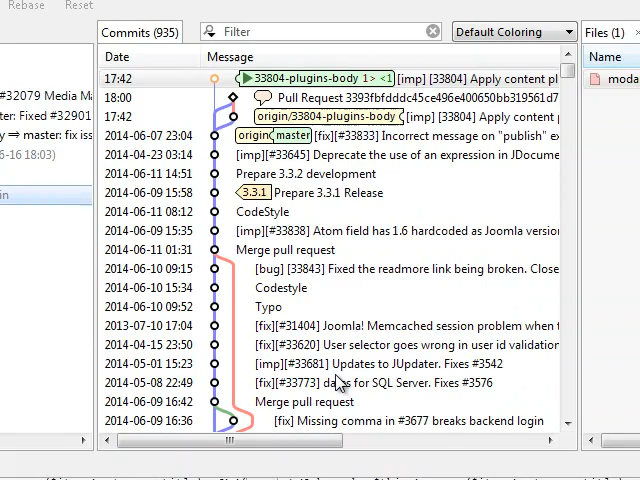 Rebase Reset
Commits (935) Filter Default Coloring Files (1)
Date Message Name
17:42 33804-plugins-body 1> <1 [imp] [33804] Apply content pl
moda
18:00 Pull Request 3393fbfdddc45ce496e400650bb319561d7
#32079 Media Ma
17:42 origin/33804-plugins-body [imp] [33804] Apply content p
ter: Fixed #32901
2014-06-07 23:04 origin master [fix][#33833] Incorrect message on "publish" e
y ⇒ master: fix iss
2014-04-23 03:14 [imp][#33645] Deprecate the use of an expression in JDocume
-16 18:03)
2014-06-11 14:51 Prepare 3.3.2 development
2014-06-09 15:58 3.3.1 Prepare 3.3.1 Release
in
2014-06-11 08:12 CodeStyle
2014-06-09 15:35 [imp][#33838] Atom field has 1.6 hardcoded as Joomla version
2014-06-11 01:31 Merge pull request
2014-06-10 09:15 [bug] [33843] Fixed the readmore link being broken. Close
2014-06-10 15:34 Codestyle
2014-06-10 09:52 Typo
2013-07-10 17:04 [fix][#31404] Joomla! Memcached session problem when t
2014-04-15 23:50 [fix][#33620] User selector goes wrong in user id validation
2014-05-01 15:23 [imp][#33681] Updates to JUpdater. Fixes #3542
2014-05-08 22:49 [fix][#33773] da s for SQL Server. Fixes #3576
2014-06-09 16:42 Merge pull request
2014-06-09 16:36 [fix] Missing comma in #3677 breaks backend login